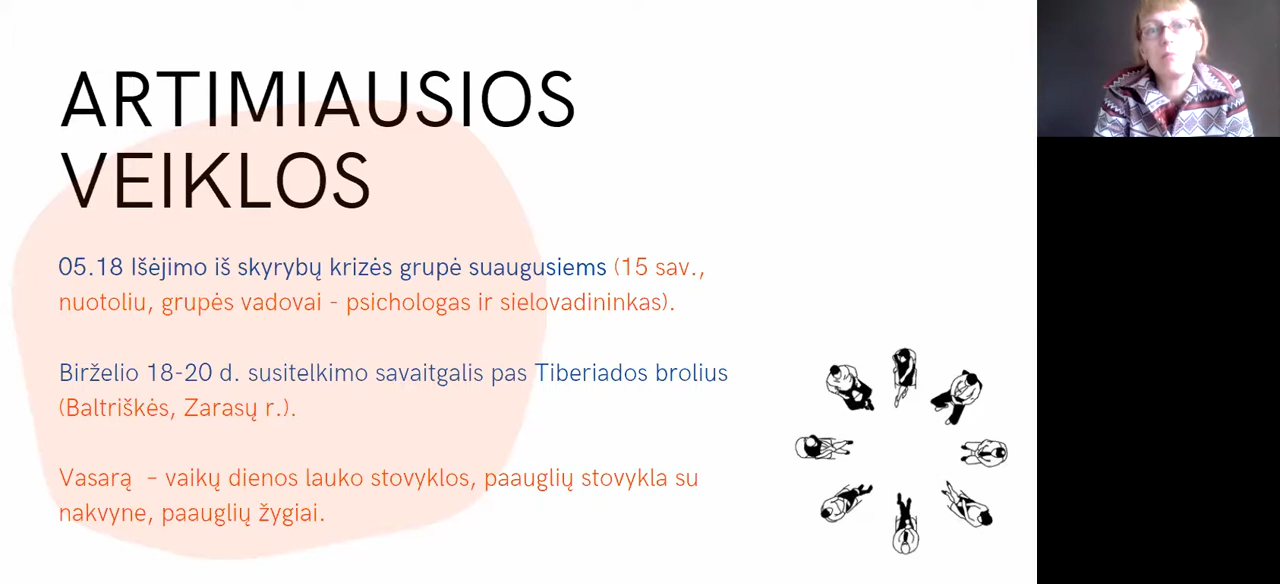 ARTIMIAUSIOS
VEIKLOS
05.18 Išėjimo iš skyrybų krizės grupė suaugusiems (15 sav.,
nuotoliu, grupės vadovai - psichologas ir sielovadininkas).
Birželio 18-20 d. susitelkimo savaitgalis pas Tiberiados brolius
(Baltriškės, Zarasų r.).
Vasarą – vaikų dienos lauko stovyklos, paauglių stovykla su
nakvyne, paauglių žygiai.